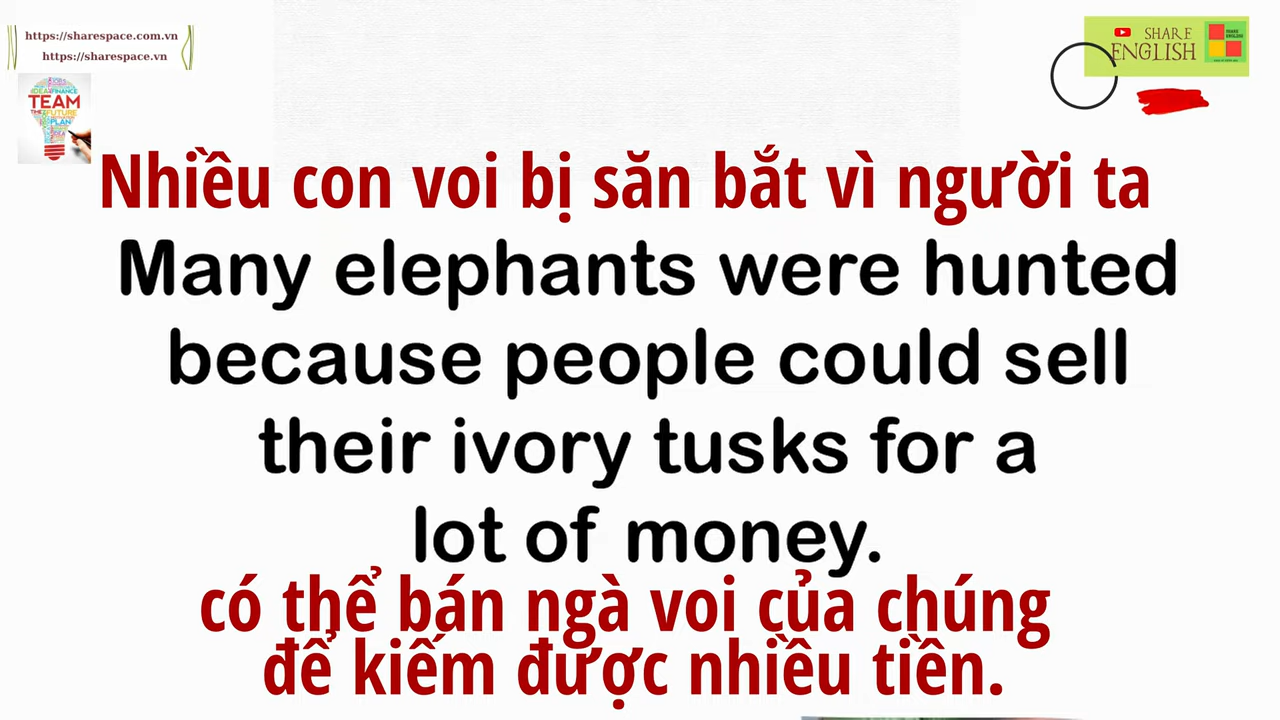 https://sharespace.com.vn
https://sharespace.vn
SHARE
ENGLISH
TEAM
PLAN
Nhiều con voi bị săn bắt vì người ta
Many elephants were hunted
because people could sell
their ivory tusks for a
lot of money.
có thể bán ngà voi của chúng
để kiếm được nhiều tiền.